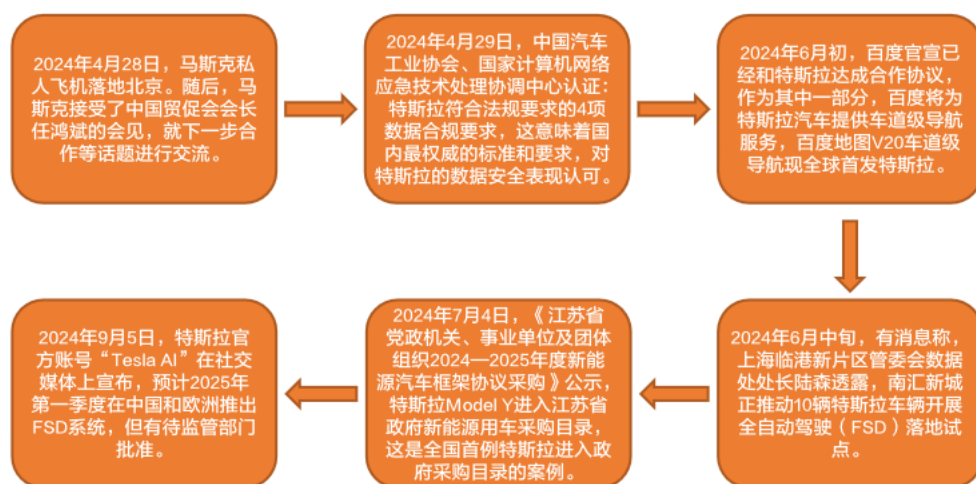 2024年4月28日，马斯克私
人飞机落地北京。随后，马
斯克接受了中国贸促会会长
任鸿斌的会见，就下一步合
作等话题进行交流。
2024年4月29日，中国汽车
工业协会、国家计算机网络
应急技术处理协调中心认证：
特斯拉符合法规要求的4项
数据合规要求，这意味着国
内最权威的标准和要求，对
特斯拉的数据安全表现认可。
2024年6月初，百度官宣已
经和特斯拉达成合作协议，
作为其中一部分，百度将为
特斯拉汽车提供车道级导航
服务，百度地图V20车道级
导航现全球首发特斯拉。
2024年6月中旬，有消息称，
上海临港新片区管委会数据
处处长陆森透露，南汇新城
正推动10辆特斯拉车辆开展
全自动驾驶（FSD）落地试
点。
2024年7月4日，《江苏省
党政机关、事业单位及团体
组织2024—2025年度新能
源汽车框架协议采购》公示，
特斯拉Model Y进入江苏省
政府新能源用车采购目录，
这是全国首例特斯拉进入政
府采购目录的案例。
2024年9月5日，特斯拉官
方账号“Tesla AI”在社交
媒体上宣布，预计2025年
第一季度在中国和欧洲推出
FSD系统，但有待监管部门
批准。